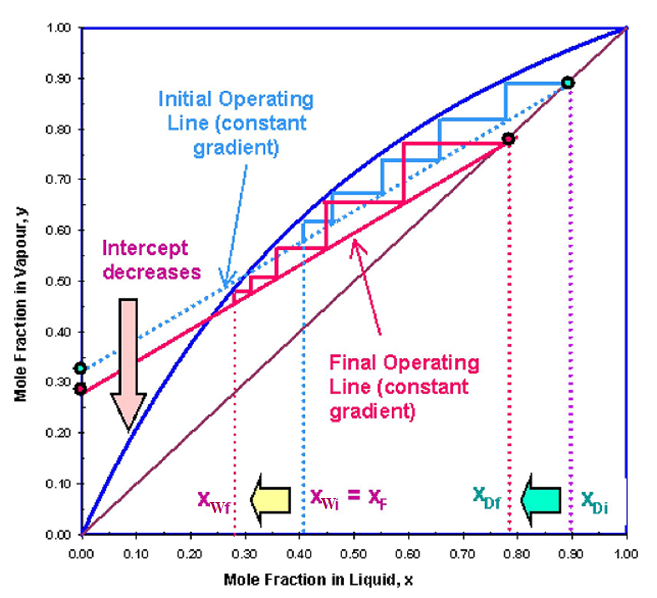 1.00
0.90
0.80
0.70
0.60
0.50
0.40
0.30
0.20
0.10
0.00
Mole Fraction in Vapour, y
Initial Operating
Line (constant
gradient)
Intercept
decreases
Final Operating
Line (constant
gradient)
xWf
xWi = xF
xDf
xDi
0.00 0.10 0.20 0.30 0.40 0.50 0.60 0.70 0.80 0.90 1.00
Mole Fraction in Liquid, x